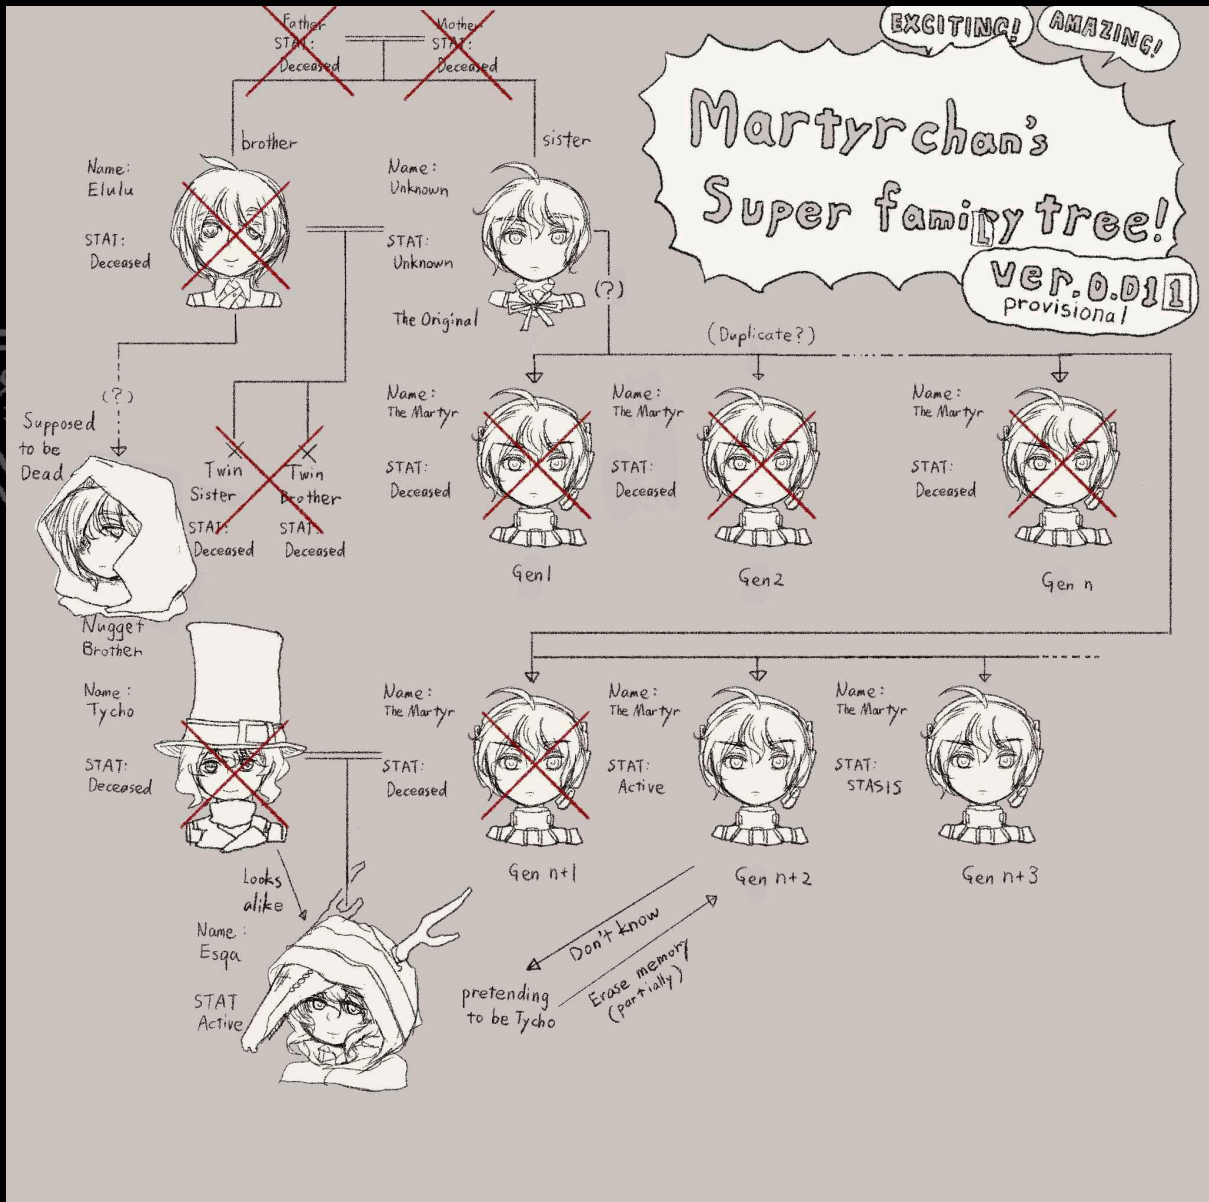 EXCITING!
AMAZING!
Martyrchan's
Super family tree!
ver.0.011
provisional
Father
STAT:
Deceased
Mother
STAT:
Deceased
brother
sister
Name:
Elulu
STAT:
Deceased
Name:
Unknown
STAT:
Unknown
The Original
(?)
(Duplicate?)
(?)
Supposed
to be
Dead
Nugget
Brother
Twin
Sister
STAT:
Deceased
Twin
Brother
STAT:
Deceased
Name:
The Martyr
STAT:
Deceased
Gen1
Name:
The Martyr
STAT:
Deceased
Gen2
Name:
The Martyr
STAT:
Deceased
Gen n
Name:
Tycho
STAT:
Deceased
Name:
The Martyr
STAT:
Deceased
Gen n+1
Name:
The Martyr
STAT:
Active
Gen n+2
Name:
The Martyr
STAT:
STASIS
Gen n+3
Looks
alike
Name:
Esqa
STAT
Active
Don't know
Erase memory
(partially)
pretending
to be Tycho